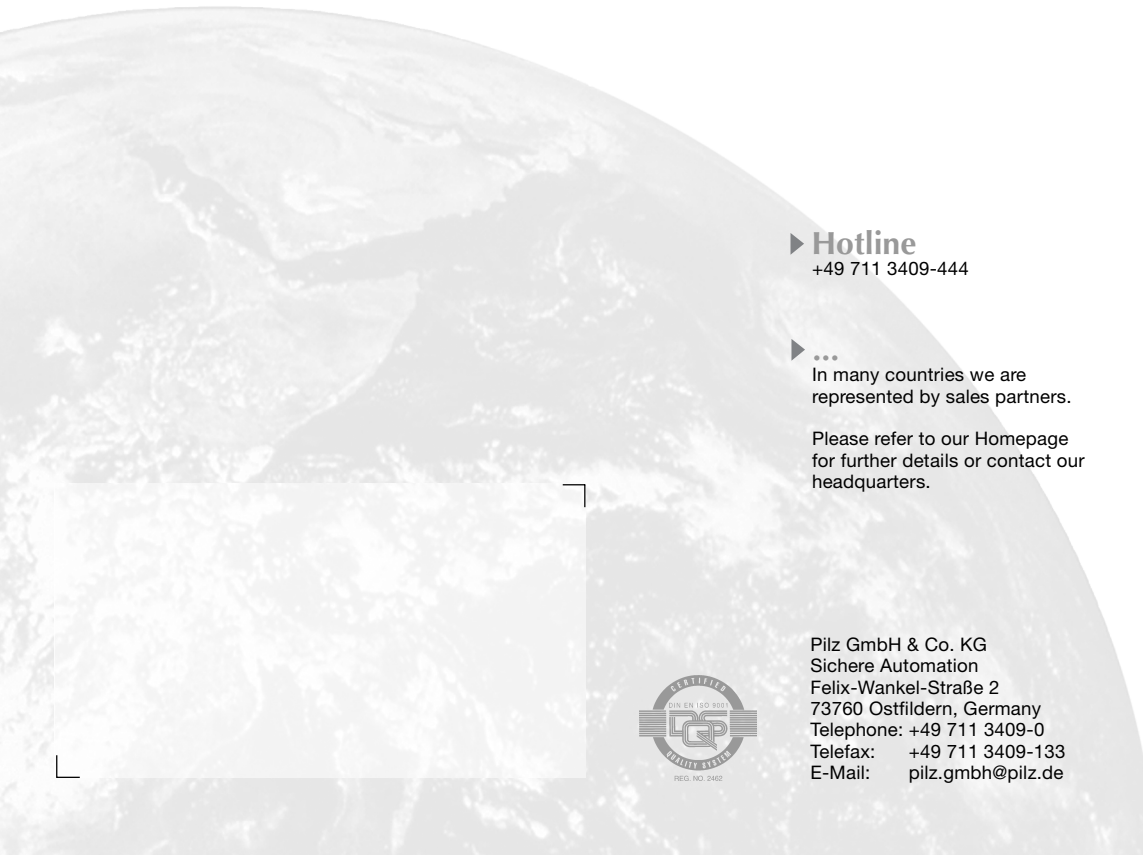 Hotline
+49 711 3409-444
...
In many countries we are
represented by sales partners.
Please refer to our Homepage
for further details or contact our
headquarters.
Pilz GmbH & Co. KG
Sichere Automation
Felix-Wankel-Straße 2
73760 Ostfildern, Germany
Telephone: +49 711 3409-0
Telefax: +49 711 3409-133
E-Mail: pilz.gmbh@pilz.de
CERTIFIED
DIN EN ISO 9001
DQS
QUALITY SYSTEM
REG. NO. 2462